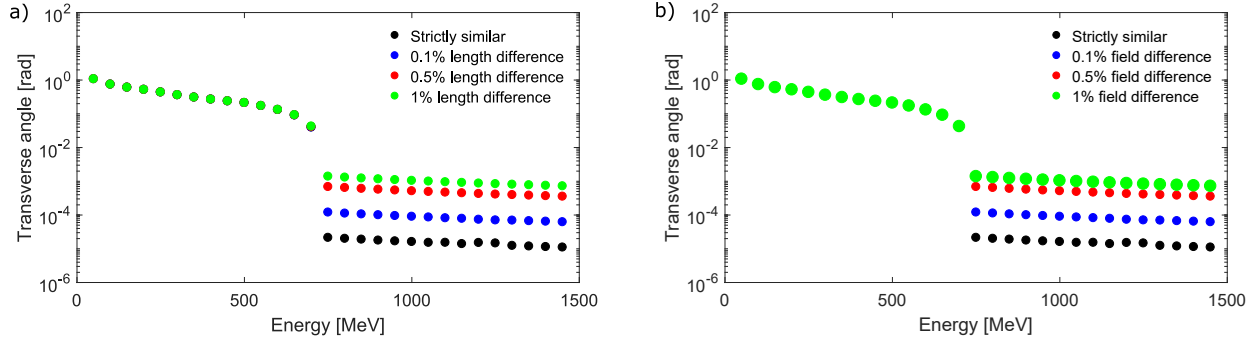 a)
Transverse angle [rad]
10^2
10^0
10^-2
10^-4
10^-6
0
500
1000
1500
Energy [MeV]
Strictly similar
0.1% length difference
0.5% length difference
1% length difference
b)
Transverse angle [rad]
10^2
10^0
10^-2
10^-4
10^-6
0
500
1000
1500
Energy [MeV]
Strictly similar
0.1% field difference
0.5% field difference
1% field difference